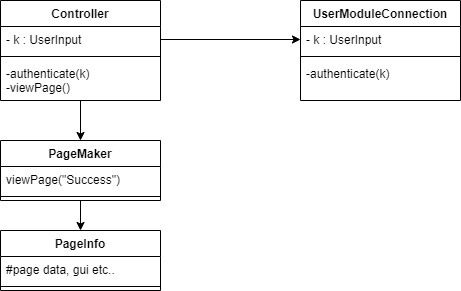 Controller
- k : UserInput
-authenticate(k)
-viewPage()
UserModuleConnection
- k : UserInput
-authenticate(k)
PageMaker
viewPage("Success")
PageInfo
#page data, gui etc..